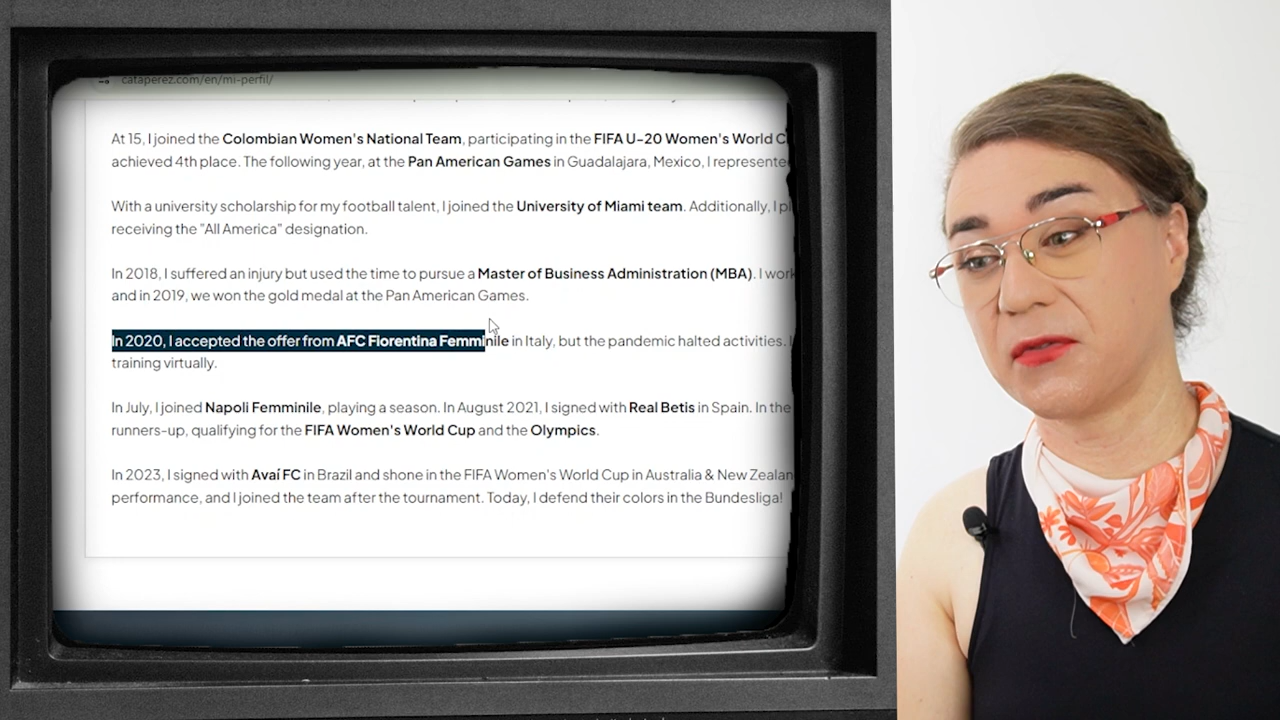 cataperez.com/en/mi-perfil/
At 15, I joined the Colombian Women's National Team, participating in the FIFA U-20 Women's World
achieved 4th place. The following year, at the Pan American Games in Guadalajara, Mexico, I represented
With a university scholarship for my football talent, I joined the University of Miami team. Additionally, I
receiving the "All America" designation.
In 2018, I suffered an injury but used the time to pursue a Master of Business Administration (MBA). I
and in 2019, we won the gold medal at the Pan American Games.
In 2020, I accepted the offer from AFC Fiorentina Femminile in Italy, but the pandemic halted activities.
training virtually.
In July, I joined Napoli Femminile, playing a season. In August 2021, I signed with Real Betis in Spain. In the
runners-up, qualifying for the FIFA Women's World Cup and the Olympics.
In 2023, I signed with Avaí FC in Brazil and shone in the FIFA Women's World Cup in Australia & New
performance, and I joined the team after the tournament. Today, I defend their colors in the Bundesliga!